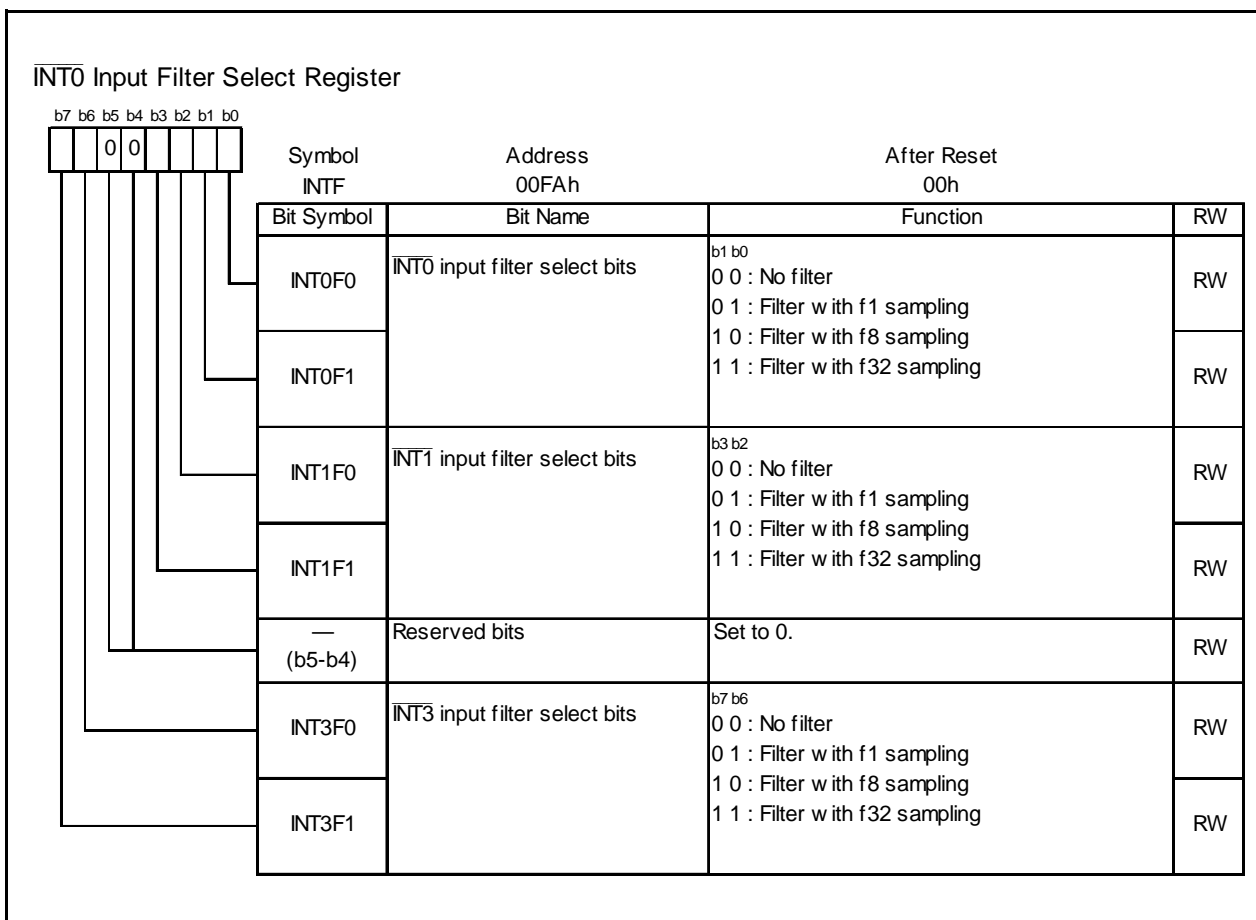 INT0 Input Filter Select Register
b7 b6 b5 b4 b3 b2 b1 b0
0 0
Symbol Address After Reset
INTF 00FAh 00h
Bit Symbol Bit Name Function RW
INT0F0 INT0 input filter select bits b1 b0
0 0 : No filter RW
0 1 : Filter with f1 sampling
1 0 : Filter with f8 sampling
INT0F1 1 1 : Filter with f32 sampling RW
INT1F0 INT1 input filter select bits b3 b2
0 0 : No filter RW
0 1 : Filter with f1 sampling
1 0 : Filter with f8 sampling
INT1F1 1 1 : Filter with f32 sampling RW
— Reserved bits Set to 0. RW
(b5-b4)
INT3F0 INT3 input filter select bits b7 b6
0 0 : No filter RW
0 1 : Filter with f1 sampling
1 0 : Filter with f8 sampling
INT3F1 1 1 : Filter with f32 sampling RW